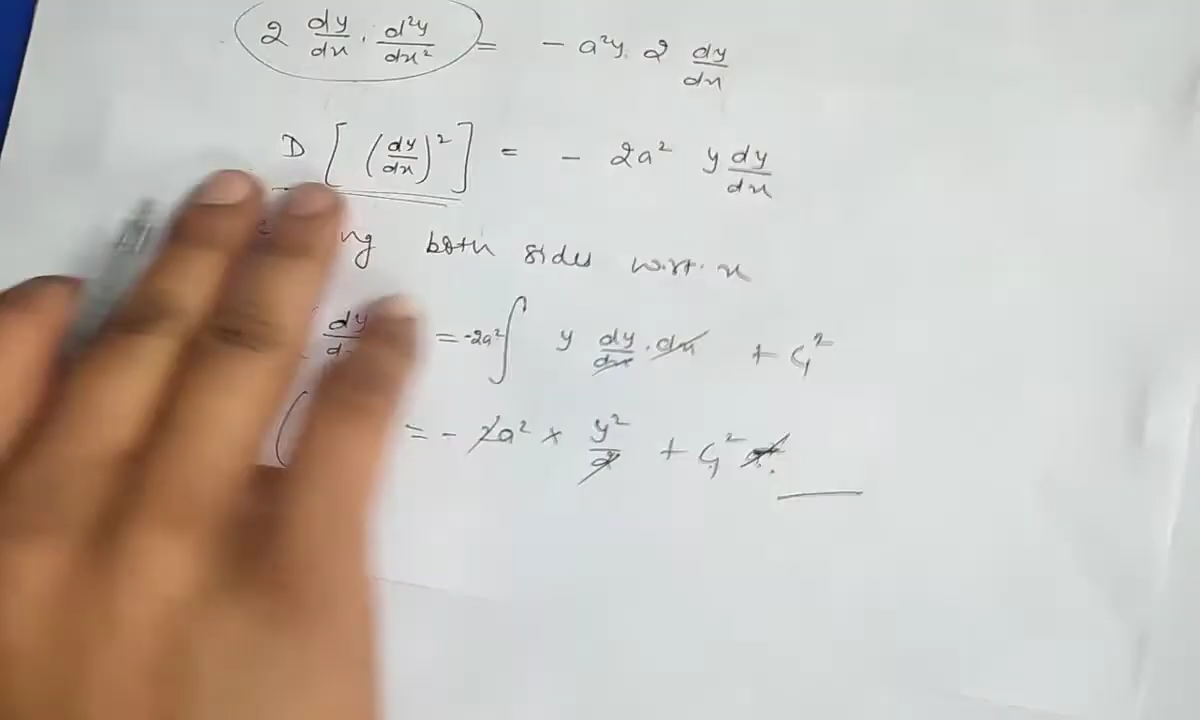 2 dy/dx · d²y/dx² = - a²y. 2 dy/dx
D [ (dy/dx)² ] = - 2a² y dy/dx
both sides w.r.t. x
dy = -2a² ∫ y dy/dx · dx + c₁²
( = - 2a² × y²/2 + c₁²